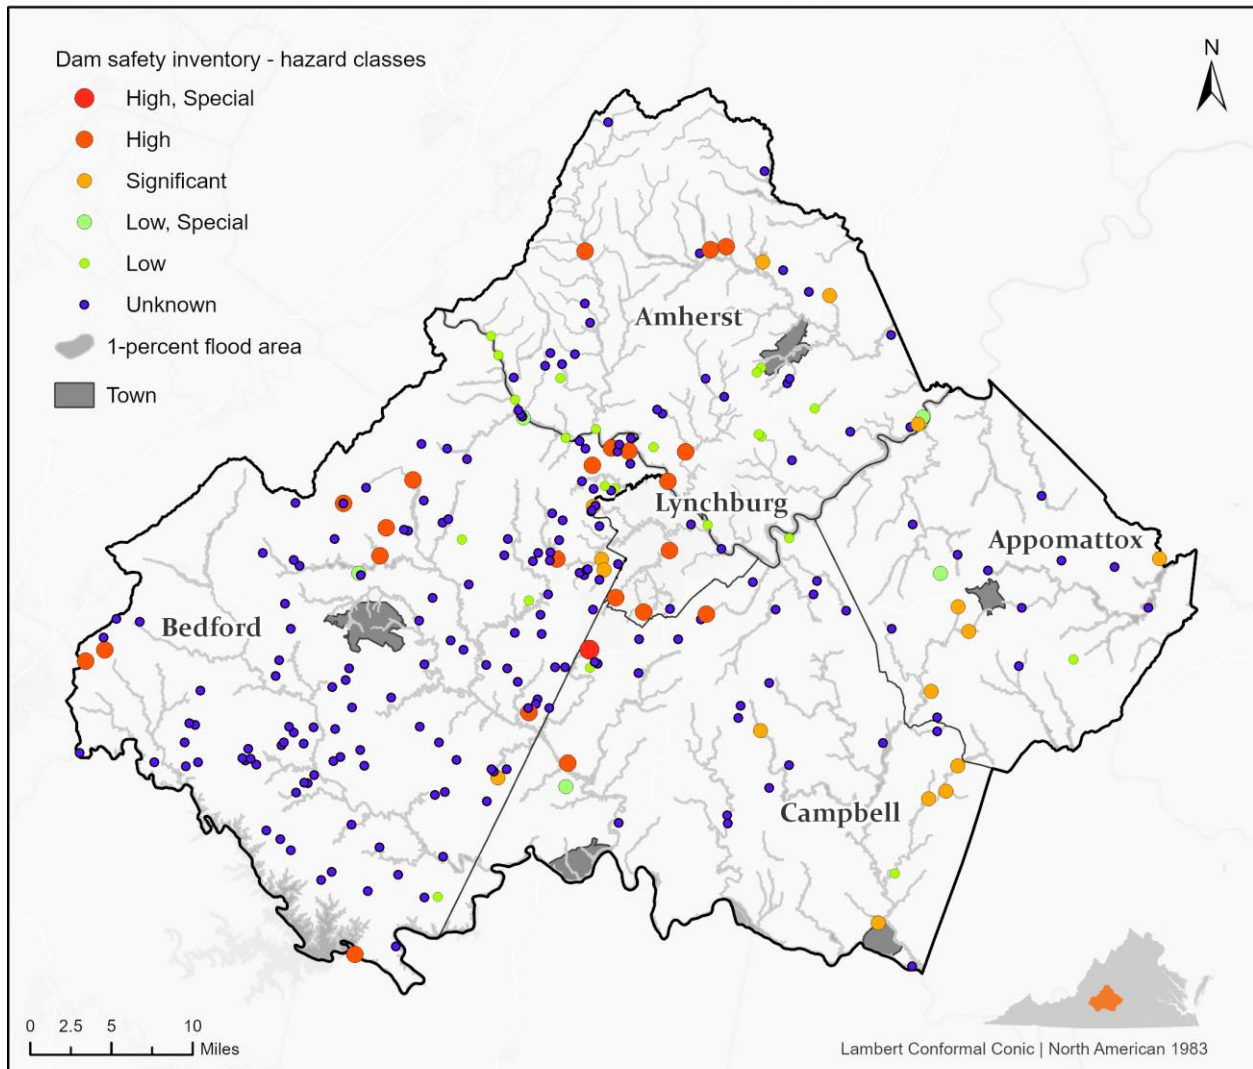 Dam safety inventory - hazard classes
High, Special
High
Significant
Low, Special
Low
Unknown
1-percent flood area
Town
N
Amherst
Lynchburg
Appomattox
Bedford
Campbell
0 2.5 5 10
Miles
Lambert Conformal Conic | North American 1983